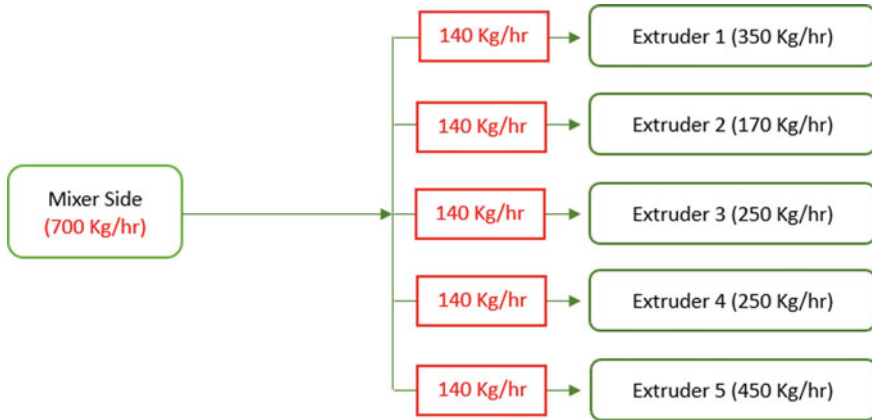 140 Kg/hr
Extruder 1 (350 Kg/hr)
140 Kg/hr
Extruder 2 (170 Kg/hr)
Mixer Side
(700 Kg/hr)
140 Kg/hr
Extruder 3 (250 Kg/hr)
140 Kg/hr
Extruder 4 (250 Kg/hr)
140 Kg/hr
Extruder 5 (450 Kg/hr)